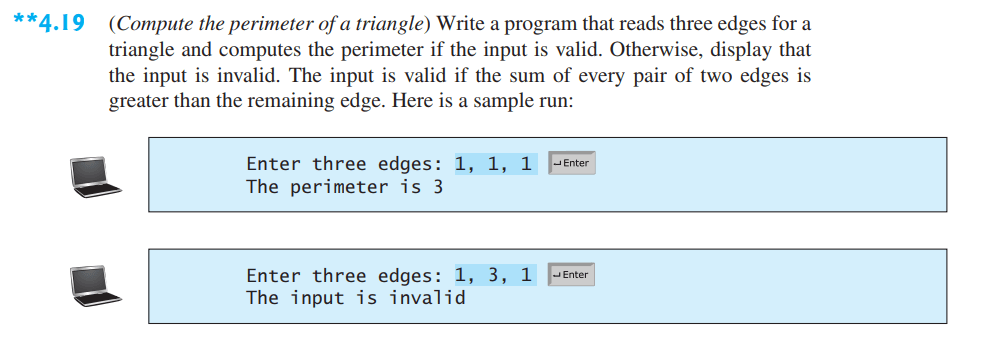 **4.19 (Compute the perimeter of a triangle) Write a program that reads three edges for a
triangle and computes the perimeter if the input is valid. Otherwise, display that
the input is invalid. The input is valid if the sum of every pair of two edges is
greater than the remaining edge. Here is a sample run:
Enter three edges: 1, 1, 1 ↵Enter
The perimeter is 3
Enter three edges: 1, 3, 1 ↵Enter
The input is invalid